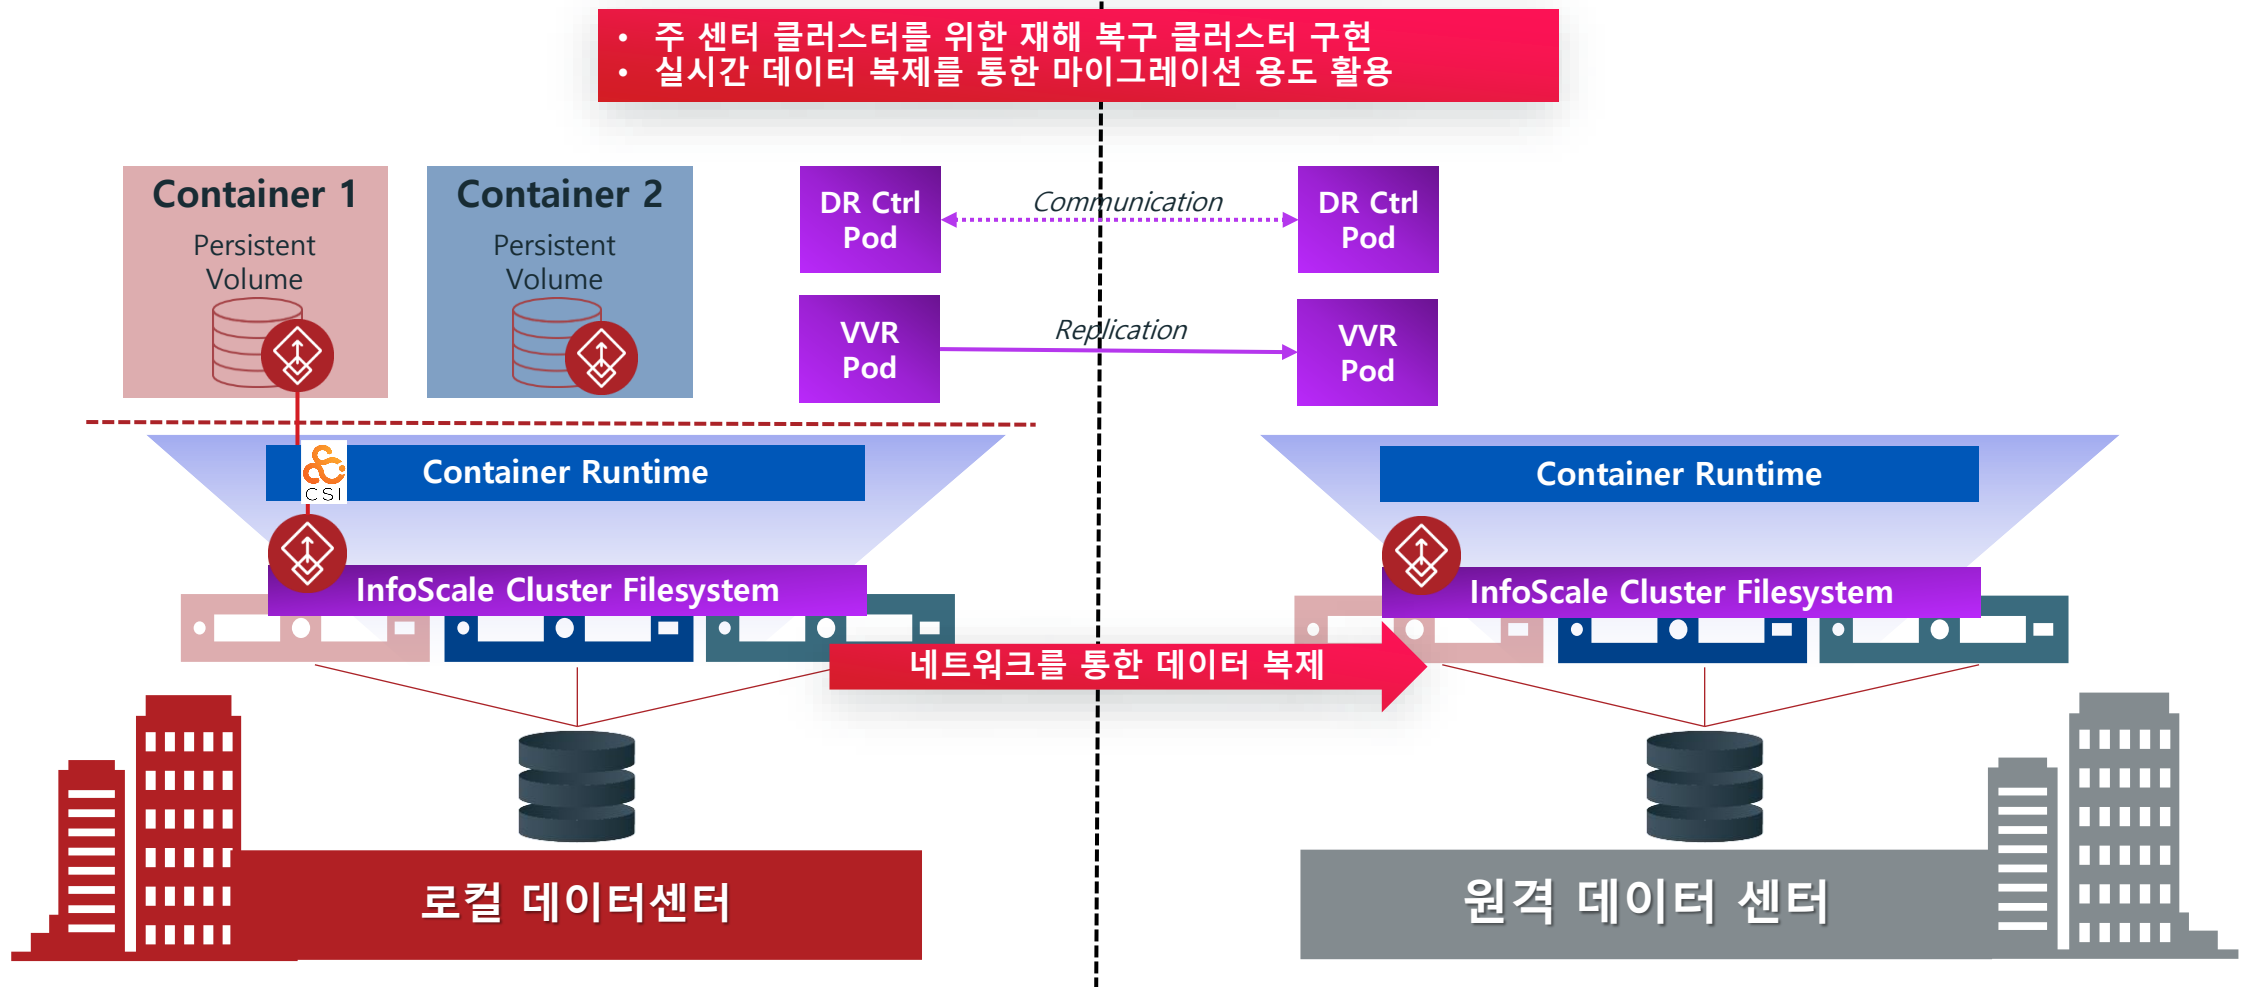 • 주 센터 클러스터를 위한 재해 복구 클러스터 구현
• 실시간 데이터 복제를 통한 마이그레이션 용도 활용
Container 1
Persistent
Volume
Container 2
Persistent
Volume
DR Ctrl
Pod
Communication
DR Ctrl
Pod
VVR
Pod
Replication
VVR
Pod
CSI
Container Runtime
Container Runtime
InfoScale Cluster Filesystem
InfoScale Cluster Filesystem
네트워크를 통한 데이터 복제
로컬 데이터센터
원격 데이터 센터